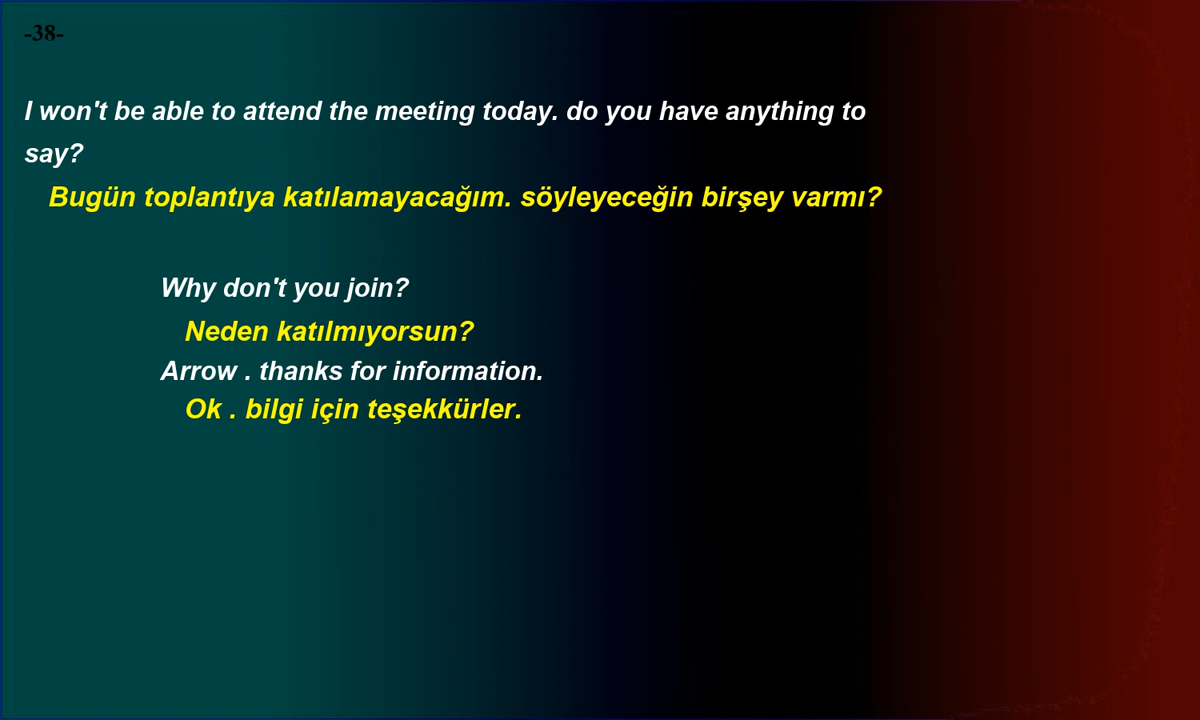 -38-
I won't be able to attend the meeting today. do you have anything to
say?
Bugün toplantıya katılamayacağım. söyleyeceğin birşey varmı?
Why don't you join?
Neden katılmıyorsun?
Arrow . thanks for information.
Ok . bilgi için teşekkürler.